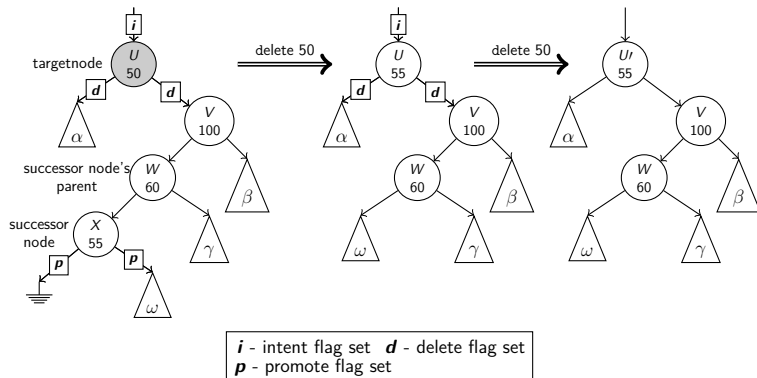 i
targetnode
U
50
d
d
α
V
100
successor node's
parent
W
60
β
successor
node
X
55
γ
p
p
ω
delete 50
i
U
55
d
d
α
V
100
W
60
β
ω
γ
delete 50
U′
55
α
V
100
W
60
β
ω
γ
i - intent flag set d - delete flag set
p - promote flag set